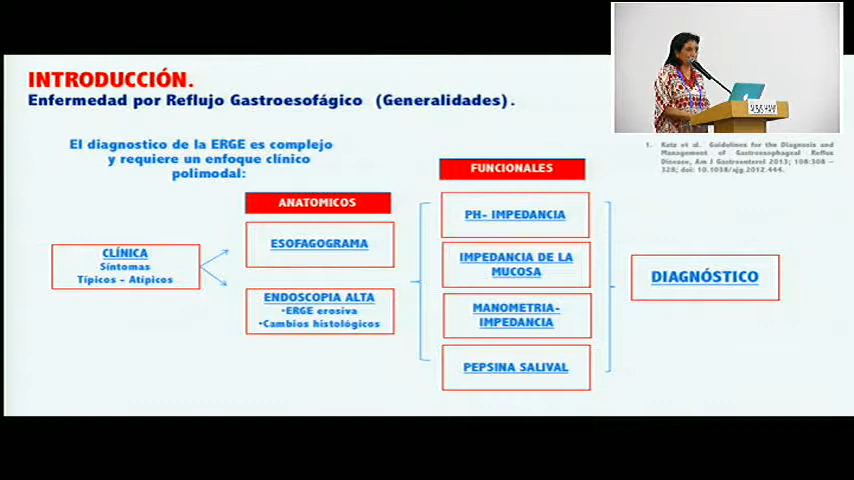 INTRODUCCIÓN.
Enfermedad por Reflujo Gastroesofágico (Generalidades).
El diagnostico de la ERGE es complejo
y requiere un enfoque clínico
polimodal:
CLÍNICA
Síntomas
Típicos - Atípicos
ANATOMICOS
ESOFAGOGRAMA
ENDOSCOPIA ALTA
•ERGE erosiva
•Cambios histológicos
FUNCIONALES
PH- IMPEDANCIA
IMPEDANCIA DE LA
MUCOSA
MANOMETRIA-
IMPEDANCIA
PEPSINA SALIVAL
DIAGNÓSTICO
1. Katz et al. Guidelines for the Diagnosis and
Management of Gastroesophageal Reflux
Disease, Am J Gastroenterol 2013; 108:308 –
328; doi: 10.1038/ajg.2012.444.